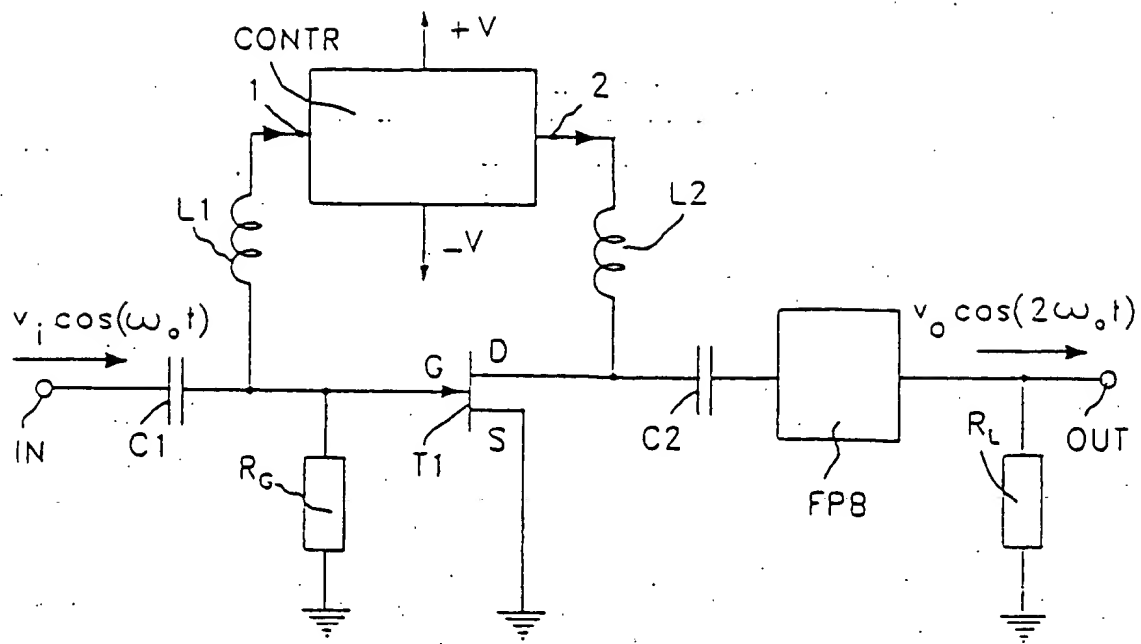 CONTR
+V
1
2
L1
L2
−V
v_i cos(ω_o t)
v_o cos(2ω_o t)
G
D
S
IN
C1
T1
C2
R_L
OUT
R_G
FPB